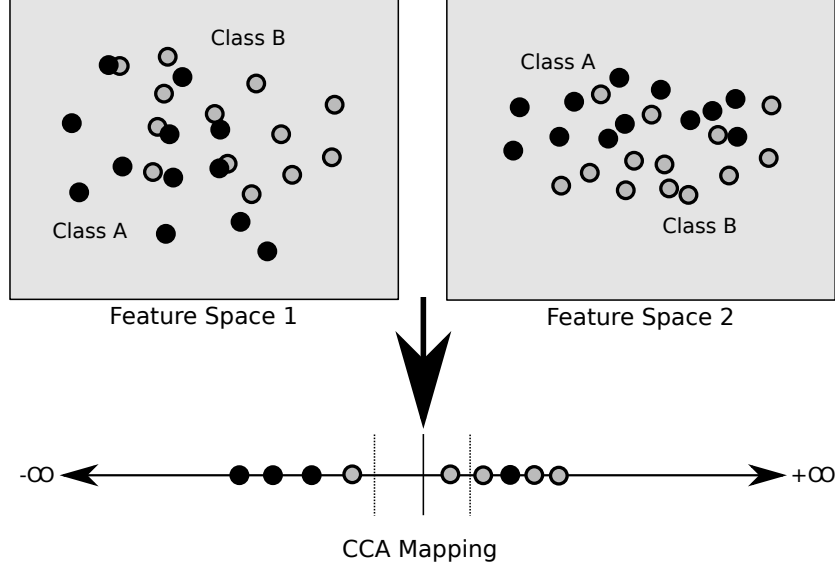 Class B
Class A
Feature Space 1
Class A
Class B
Feature Space 2
-∞
+∞
CCA Mapping